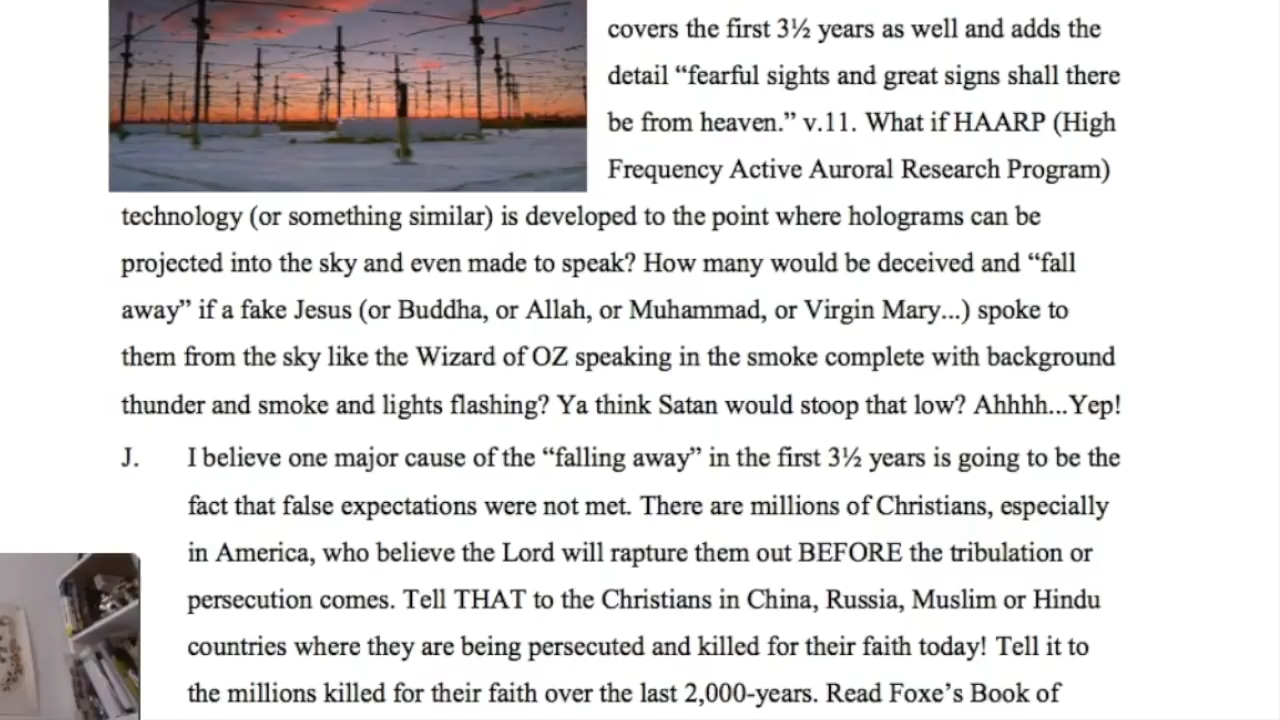 covers the first 3½ years as well and adds the
detail “fearful sights and great signs shall there
be from heaven.” v.11. What if HAARP (High
Frequency Active Auroral Research Program)
technology (or something similar) is developed to the point where holograms can be
projected into the sky and even made to speak? How many would be deceived and “fall
away” if a fake Jesus (or Buddha, or Allah, or Muhammad, or Virgin Mary...) spoke to
them from the sky like the Wizard of OZ speaking in the smoke complete with background
thunder and smoke and lights flashing? Ya think Satan would stoop that low? Ahhhh...Yep!
J. I believe one major cause of the “falling away” in the first 3½ years is going to be the
fact that false expectations were not met. There are millions of Christians, especially
in America, who believe the Lord will rapture them out BEFORE the tribulation or
persecution comes. Tell THAT to the Christians in China, Russia, Muslim or Hindu
countries where they are being persecuted and killed for their faith today! Tell it to
the millions killed for their faith over the last 2,000-years. Read Foxe’s Book of